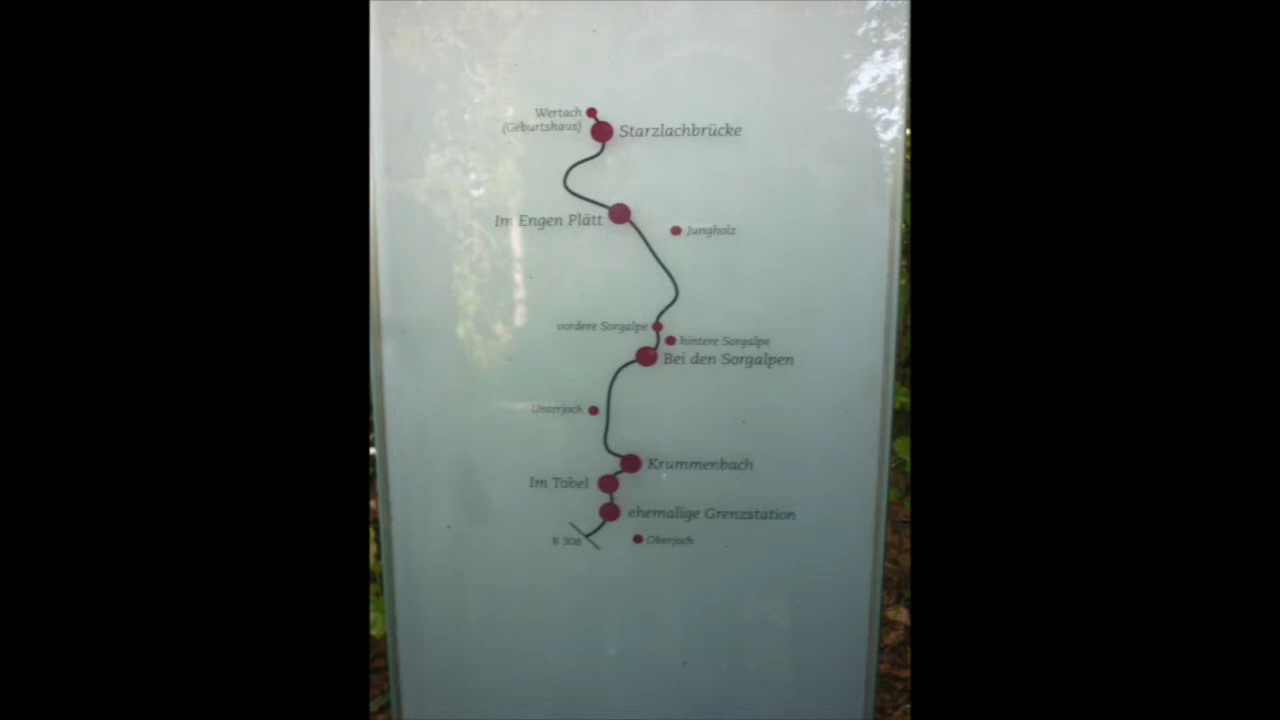 Wertach
(Geburtshaus)
Starzlachbrücke
Im Engen Plätt
Jungholz
vordere Sorgalpe
hintere Sorgalpe
Bei den Sorgalpen
Unterjoch
Krummenbach
Im Tobel
ehemalige Grenzstation
B 308
Oberjoch